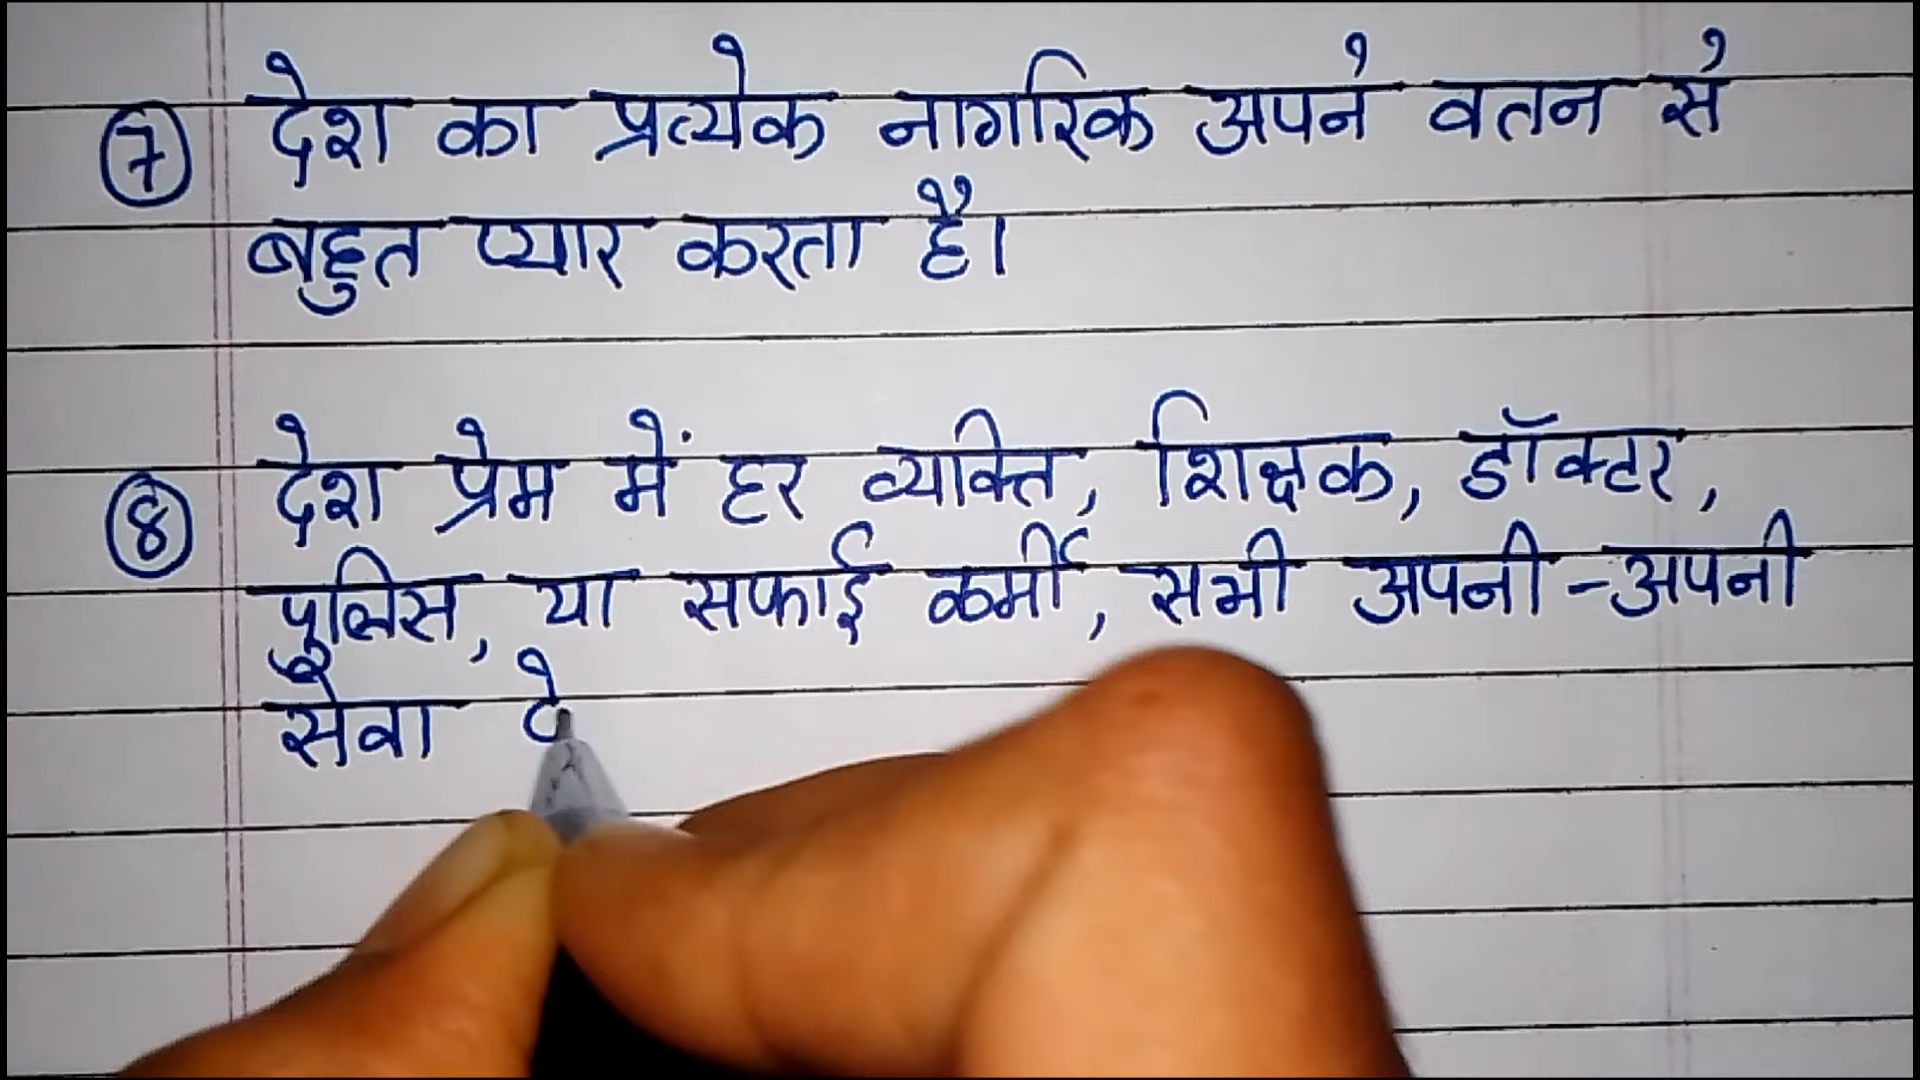 7 देश का प्रत्येक नागरिक अपने वतन से
बहुत प्यार करता है।
8 देश प्रेम में हर व्यक्ति, शिक्षक, डॉक्टर,
पुलिस, या सफाई कर्मी, सभी अपनी-अपनी
सेवा